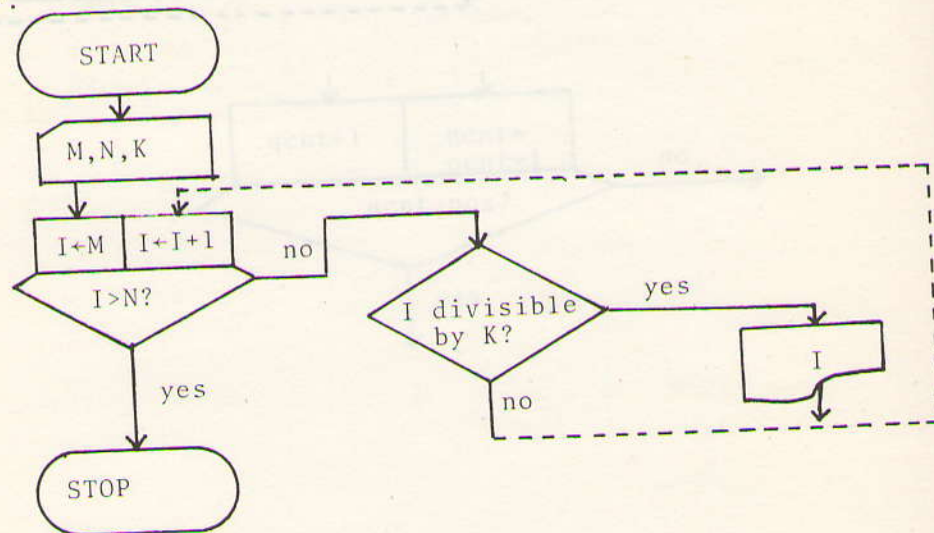 START
M,N,K
I←M
I←I+1
I>N?
no
yes
STOP
I divisible
by K?
yes
no
I